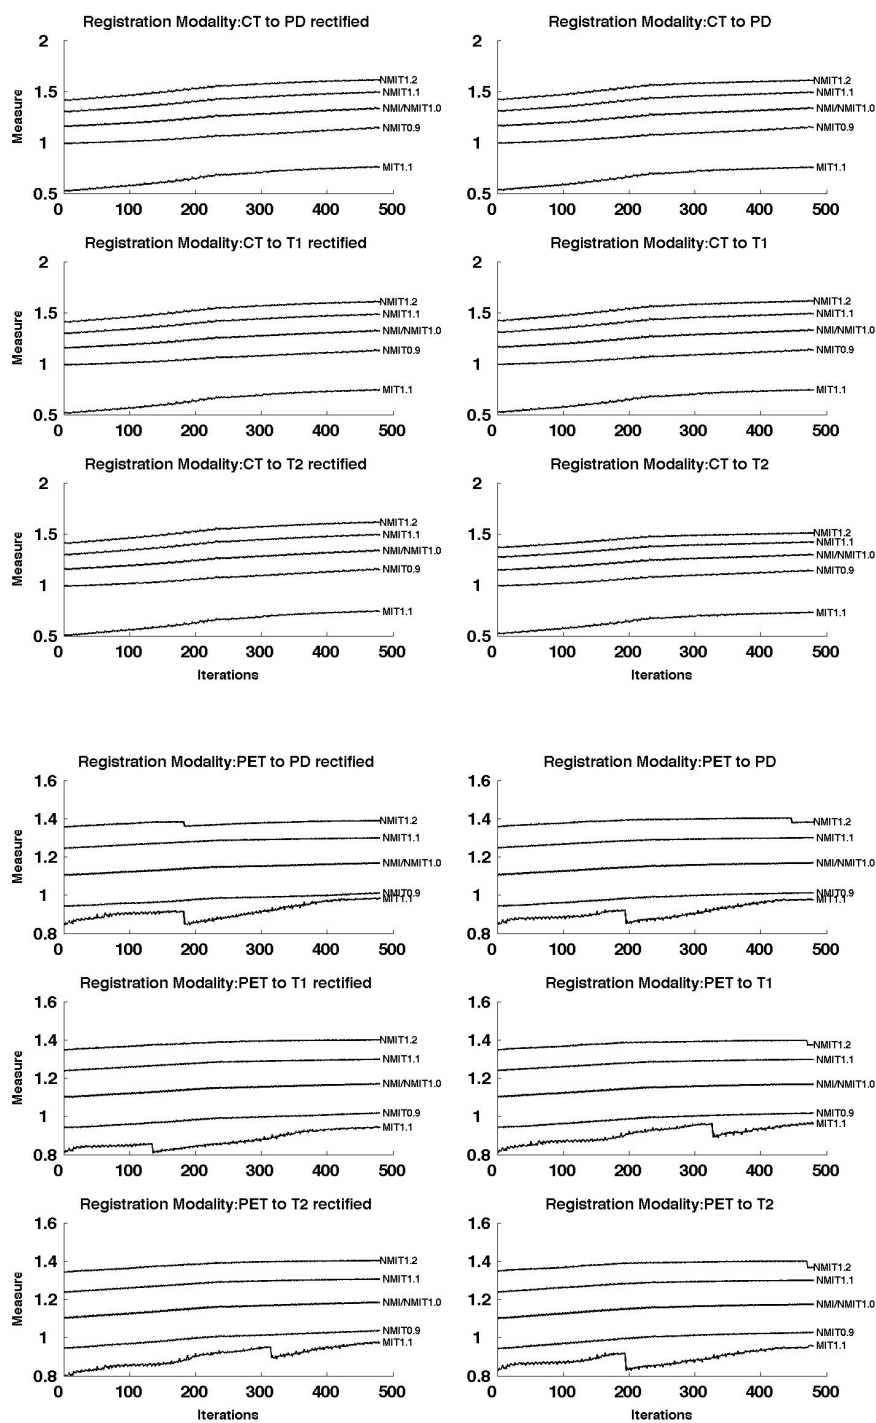 Registration Modality:CT to PD rectified
2
1.5
1
0.5
Measure
NMIT1.2
NMIT1.1
NMI/NMIT1.0
NMIT0.9
MIT1.1
0 100 200 300 400 500
Registration Modality:CT to PD
2
1.5
1
0.5
NMIT1.2
NMIT1.1
NMI/NMIT1.0
NMIT0.9
MIT1.1
0 100 200 300 400 500
Registration Modality:CT to T1 rectified
2
1.5
1
0.5
Measure
NMIT1.2
NMIT1.1
NMI/NMIT1.0
NMIT0.9
MIT1.1
0 100 200 300 400 500
Registration Modality:CT to T1
2
1.5
1
0.5
NMIT1.2
NMIT1.1
NMI/NMIT1.0
NMIT0.9
MIT1.1
0 100 200 300 400 500
Registration Modality:CT to T2 rectified
2
1.5
1
0.5
Measure
NMIT1.2
NMIT1.1
NMI/NMIT1.0
NMIT0.9
MIT1.1
0 100 200 300 400 500
Iterations
Registration Modality:CT to T2
2
1.5
1
0.5
NMIT1.2
NMIT1.1
NMI/NMIT1.0
NMIT0.9
MIT1.1
0 100 200 300 400 500
Iterations
Registration Modality:PET to PD rectified
1.6
1.4
1.2
1
0.8
Measure
NMIT1.2
NMIT1.1
NMI/NMIT1.0
NMIT0.9
MIT1.1
0 100 200 300 400 500
Registration Modality:PET to PD
1.6
1.4
1.2
1
0.8
NMIT1.2
NMIT1.1
NMI/NMIT1.0
NMIT0.9
MIT1.1
0 100 200 300 400 500
Registration Modality:PET to T1 rectified
1.6
1.4
1.2
1
0.8
Measure
NMIT1.2
NMIT1.1
NMI/NMIT1.0
NMIT0.9
MIT1.1
0 100 200 300 400 500
Registration Modality:PET to T1
1.6
1.4
1.2
1
0.8
NMIT1.2
NMIT1.1
NMI/NMIT1.0
NMIT0.9
MIT1.1
0 100 200 300 400 500
Registration Modality:PET to T2 rectified
1.6
1.4
1.2
1
0.8
Measure
NMIT1.2
NMIT1.1
NMI/NMIT1.0
NMIT0.9
MIT1.1
0 100 200 300 400 500
Iterations
Registration Modality:PET to T2
1.6
1.4
1.2
1
0.8
NMIT1.2
NMIT1.1
NMI/NMIT1.0
NMIT0.9
MIT1.1
0 100 200 300 400 500
Iterations